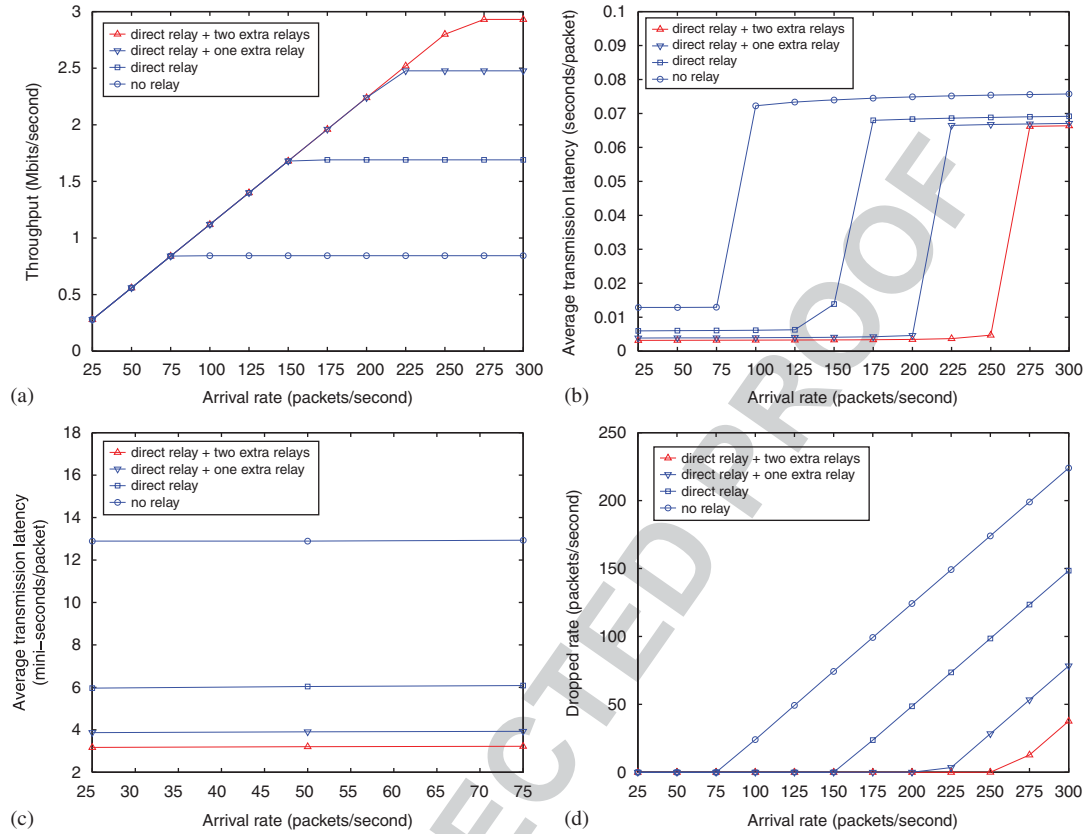 3
2.5
2
1.5
1
0.5
0
Throughput (Mbits/second)
direct relay + two extra relays
direct relay + one extra relay
direct relay
no relay
25 50 75 100 125 150 175 200 225 250 275 300
(a)
Arrival rate (packets/second)
0.1
0.09
0.08
0.07
0.06
0.05
0.04
0.03
0.02
0.01
0
Average transmission latency (seconds/packet)
direct relay + two extra relays
direct relay + one extra relay
direct relay
no relay
25 50 75 100 125 150 175 200 225 250 275 300
(b)
Arrival rate (packets/second)
18
16
14
12
10
8
6
4
2
Average transmission latency
(mini-seconds/packet)
direct relay + two extra relays
direct relay + one extra relay
direct relay
no relay
25 30 35 40 45 50 55 60 65 70 75
(c)
Arrival rate (packets/second)
250
200
150
100
50
0
Dropped rate (packets/second)
direct relay + two extra relays
direct relay + one extra relay
direct relay
no relay
25 50 75 100 125 150 175 200 225 250 275 300
(d)
Arrival rate (packets/second)
ECTED PROOF